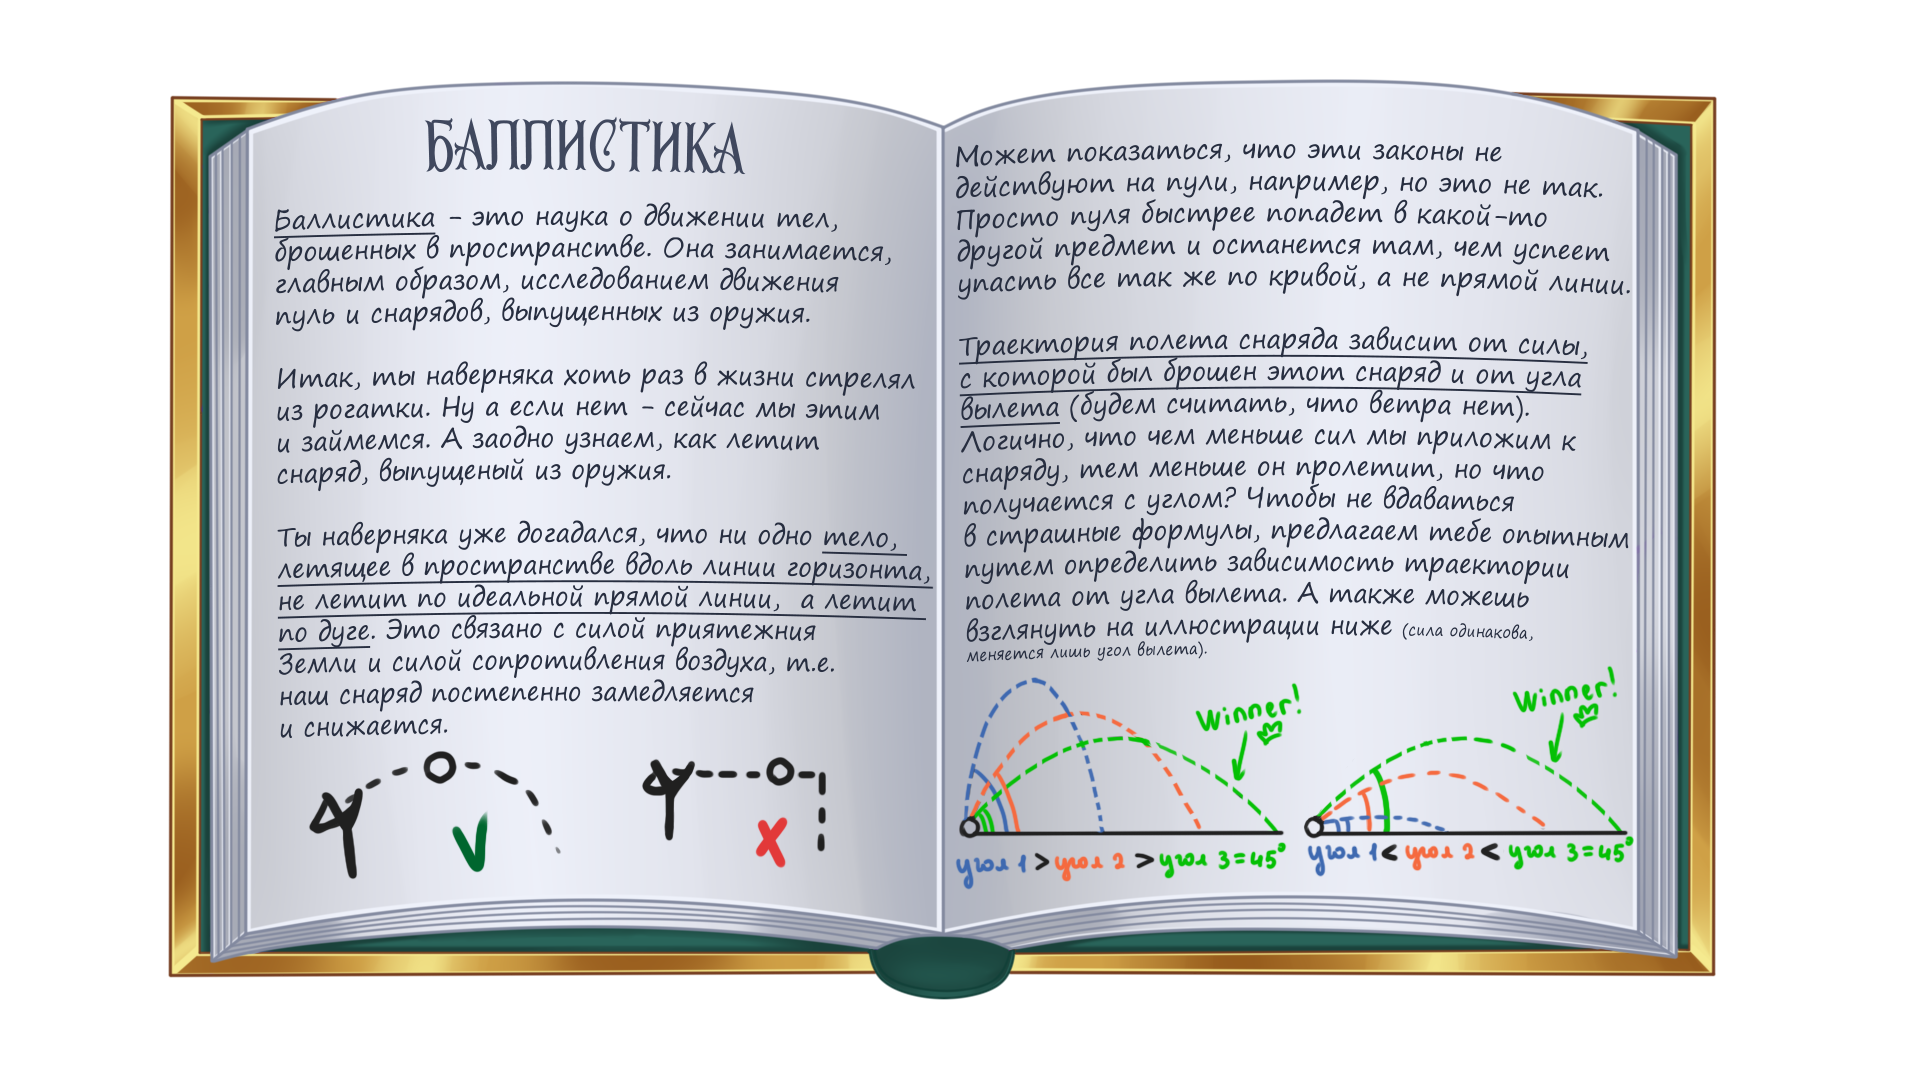 БАЛЛИСТИКА
Баллистика - это наука о движении тел,
брошенных в пространстве. Она занимается,
главным образом, исследованием движения
пуль и снарядов, выпущенных из оружия.
Итак, ты наверняка хоть раз в жизни стрелял
из рогатки. Ну а если нет - сейчас мы этим
и займемся. А заодно узнаем, как летит
снаряд, выпущеный из оружия.
Ты наверняка уже догадался, что ни одно тело,
летящее в пространстве вдоль линии горизонта,
не летит по идеальной прямой линии, а летит
по дуге. Это связано с силой приятежния
Земли и силой сопротивления воздуха, т.е.
наш снаряд постепенно замедляется
и снижается.
Может показаться, что эти законы не
действуют на пули, например, но это не так.
Просто пуля быстрее попадет в какой-то
другой предмет и останется там, чем успеет
упасть все так же по кривой, а не прямой линии.
Траектория полета снаряда зависит от силы,
с которой был брошен этот снаряд и от угла
вылета (будем считать, что ветра нет).
Логично, что чем меньше сил мы приложим к
снаряду, тем меньше он пролетит, но что
получается с углом? Чтобы не вдаваться
в страшные формулы, предлагаем тебе опытным
путем определить зависимость траектории
полета от угла вылета. А также можешь
взглянуть на иллюстрации ниже (сила одинакова,
меняется лишь угол вылета).
Winner!
угол 1 > угол 2 > угол 3=45°
Winner!
угол 1 < угол 2 < угол 3=45°